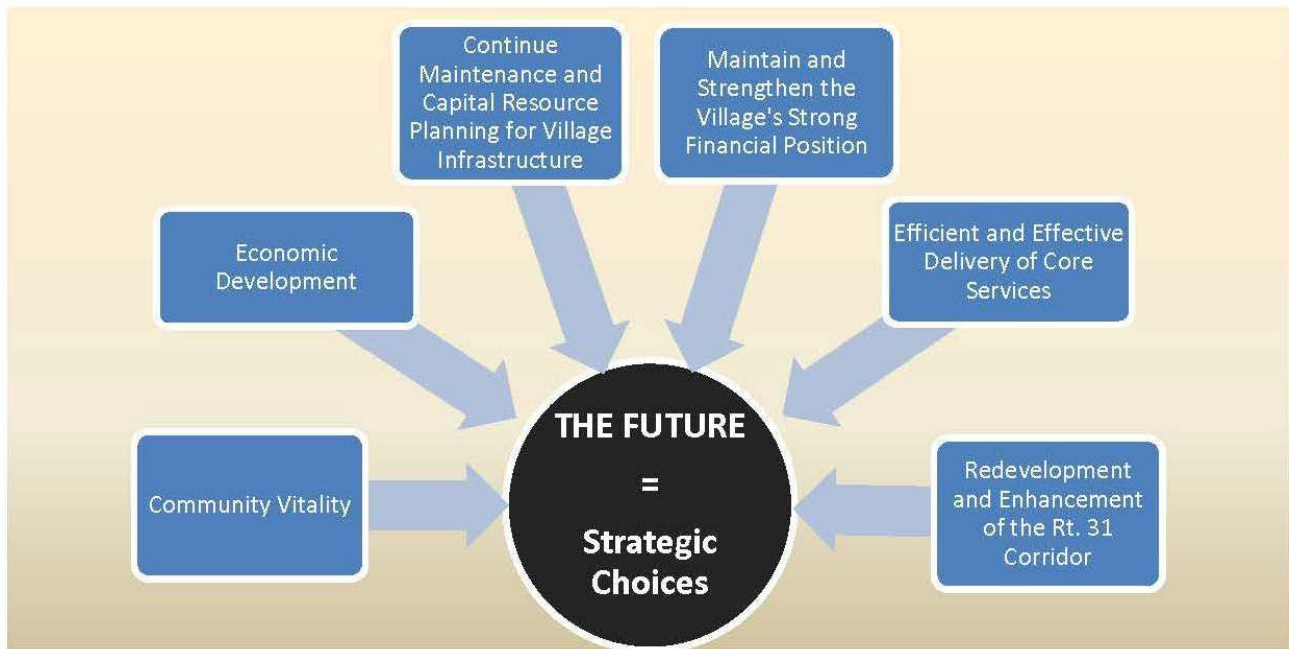 Continue
Maintenance and
Capital Resource
Planning for Village
Infrastructure
Maintain and
Strengthen the
Village's Strong
Financial Position
Economic
Development
Efficient and Effective
Delivery of Core
Services
Community Vitality
THE FUTURE
=
Strategic
Choices
Redevelopment
and Enhancement
of the Rt. 31
Corridor